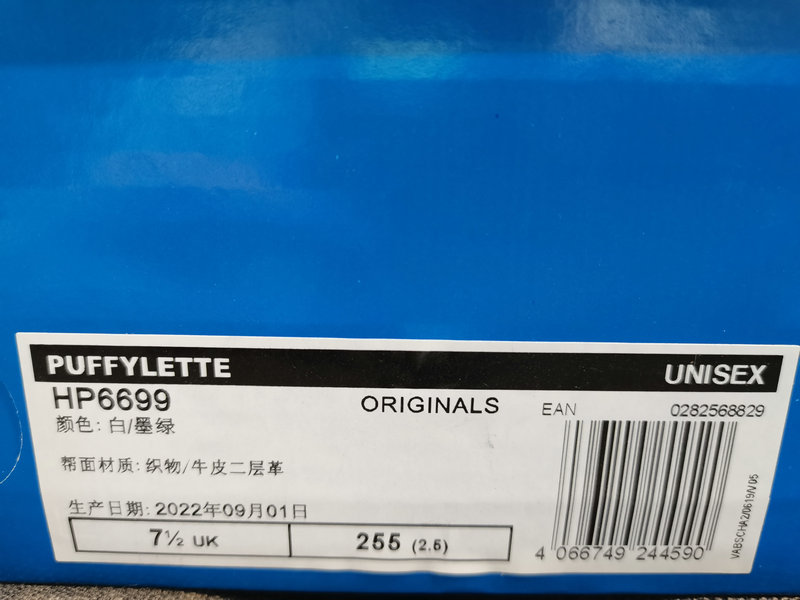 PUFFYLETTE UNISEX
HP6699 ORIGINALS EAN 0282568829
颜色: 白/墨绿
帮面材质: 织物/牛皮二层革
生产日期: 2022年09月01日
7½ UK 255 (2.5)
4 066749 244590